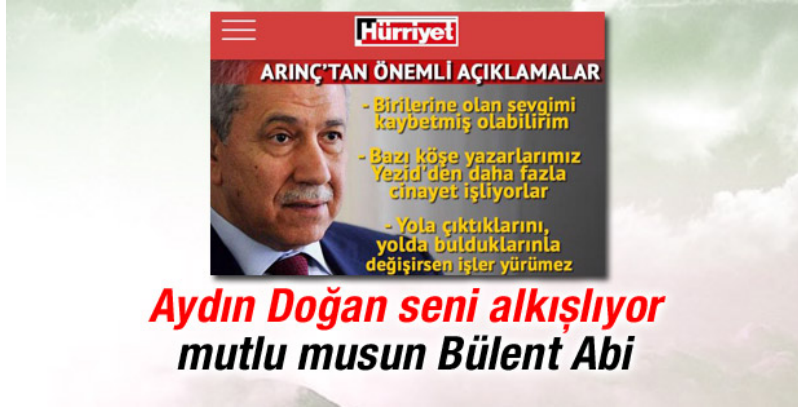 Hürriyet
ARINÇ'TAN ÖNEMLİ AÇIKLAMALAR
- Birilerine olan sevgimi
kaybetmiş olabilirim
- Bazı köşe yazarlarımız
Yezid'den daha fazla
cinayet işliyorlar
- Yola çıktıklarını,
yolda bulduklarınla
değişirsen işler yürümez
Aydın Doğan seni alkışlıyor
mutlu musun Bülent Abi